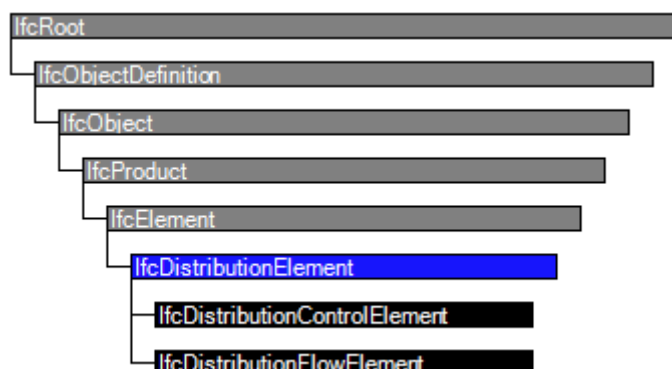 IfcRoot
IfcObjectDefinition
IfcObject
IfcProduct
IfcElement
IfcDistributionElement
IfcDistributionControlElement
IfcDistributionFlowElement